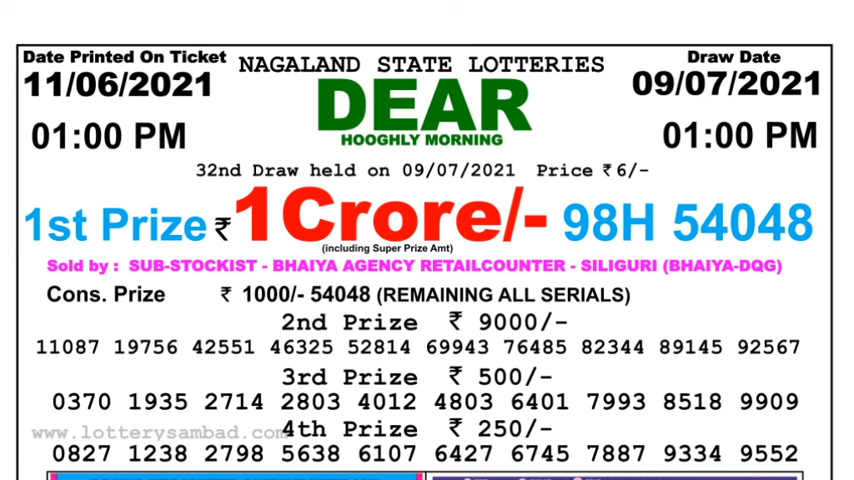 Date Printed On Ticket
NAGALAND STATE LOTTERIES
Draw Date
11/06/2021
DEAR
09/07/2021
01:00 PM
HOOGHLY MORNING
01:00 PM
32nd Draw held on 09/07/2021 Price ₹6/-
1st Prize ₹1Crore/- 98H 54048
(including Super Prize Amt)
Sold by : SUB-STOCKIST - BHAIYA AGENCY RETAILCOUNTER - SILIGURI (BHAIYA-DQG)
Cons. Prize ₹ 1000/- 54048 (REMAINING ALL SERIALS)
2nd Prize ₹ 9000/-
11087 19756 42551 46325 52814 69943 76485 82344 89145 92567
3rd Prize ₹ 500/-
0370 1935 2714 2803 4012 4803 6401 7993 8518 9909
www.lotterysambad.com
4th Prize ₹ 250/-
0827 1238 2798 5638 6107 6427 6745 7887 9334 9552